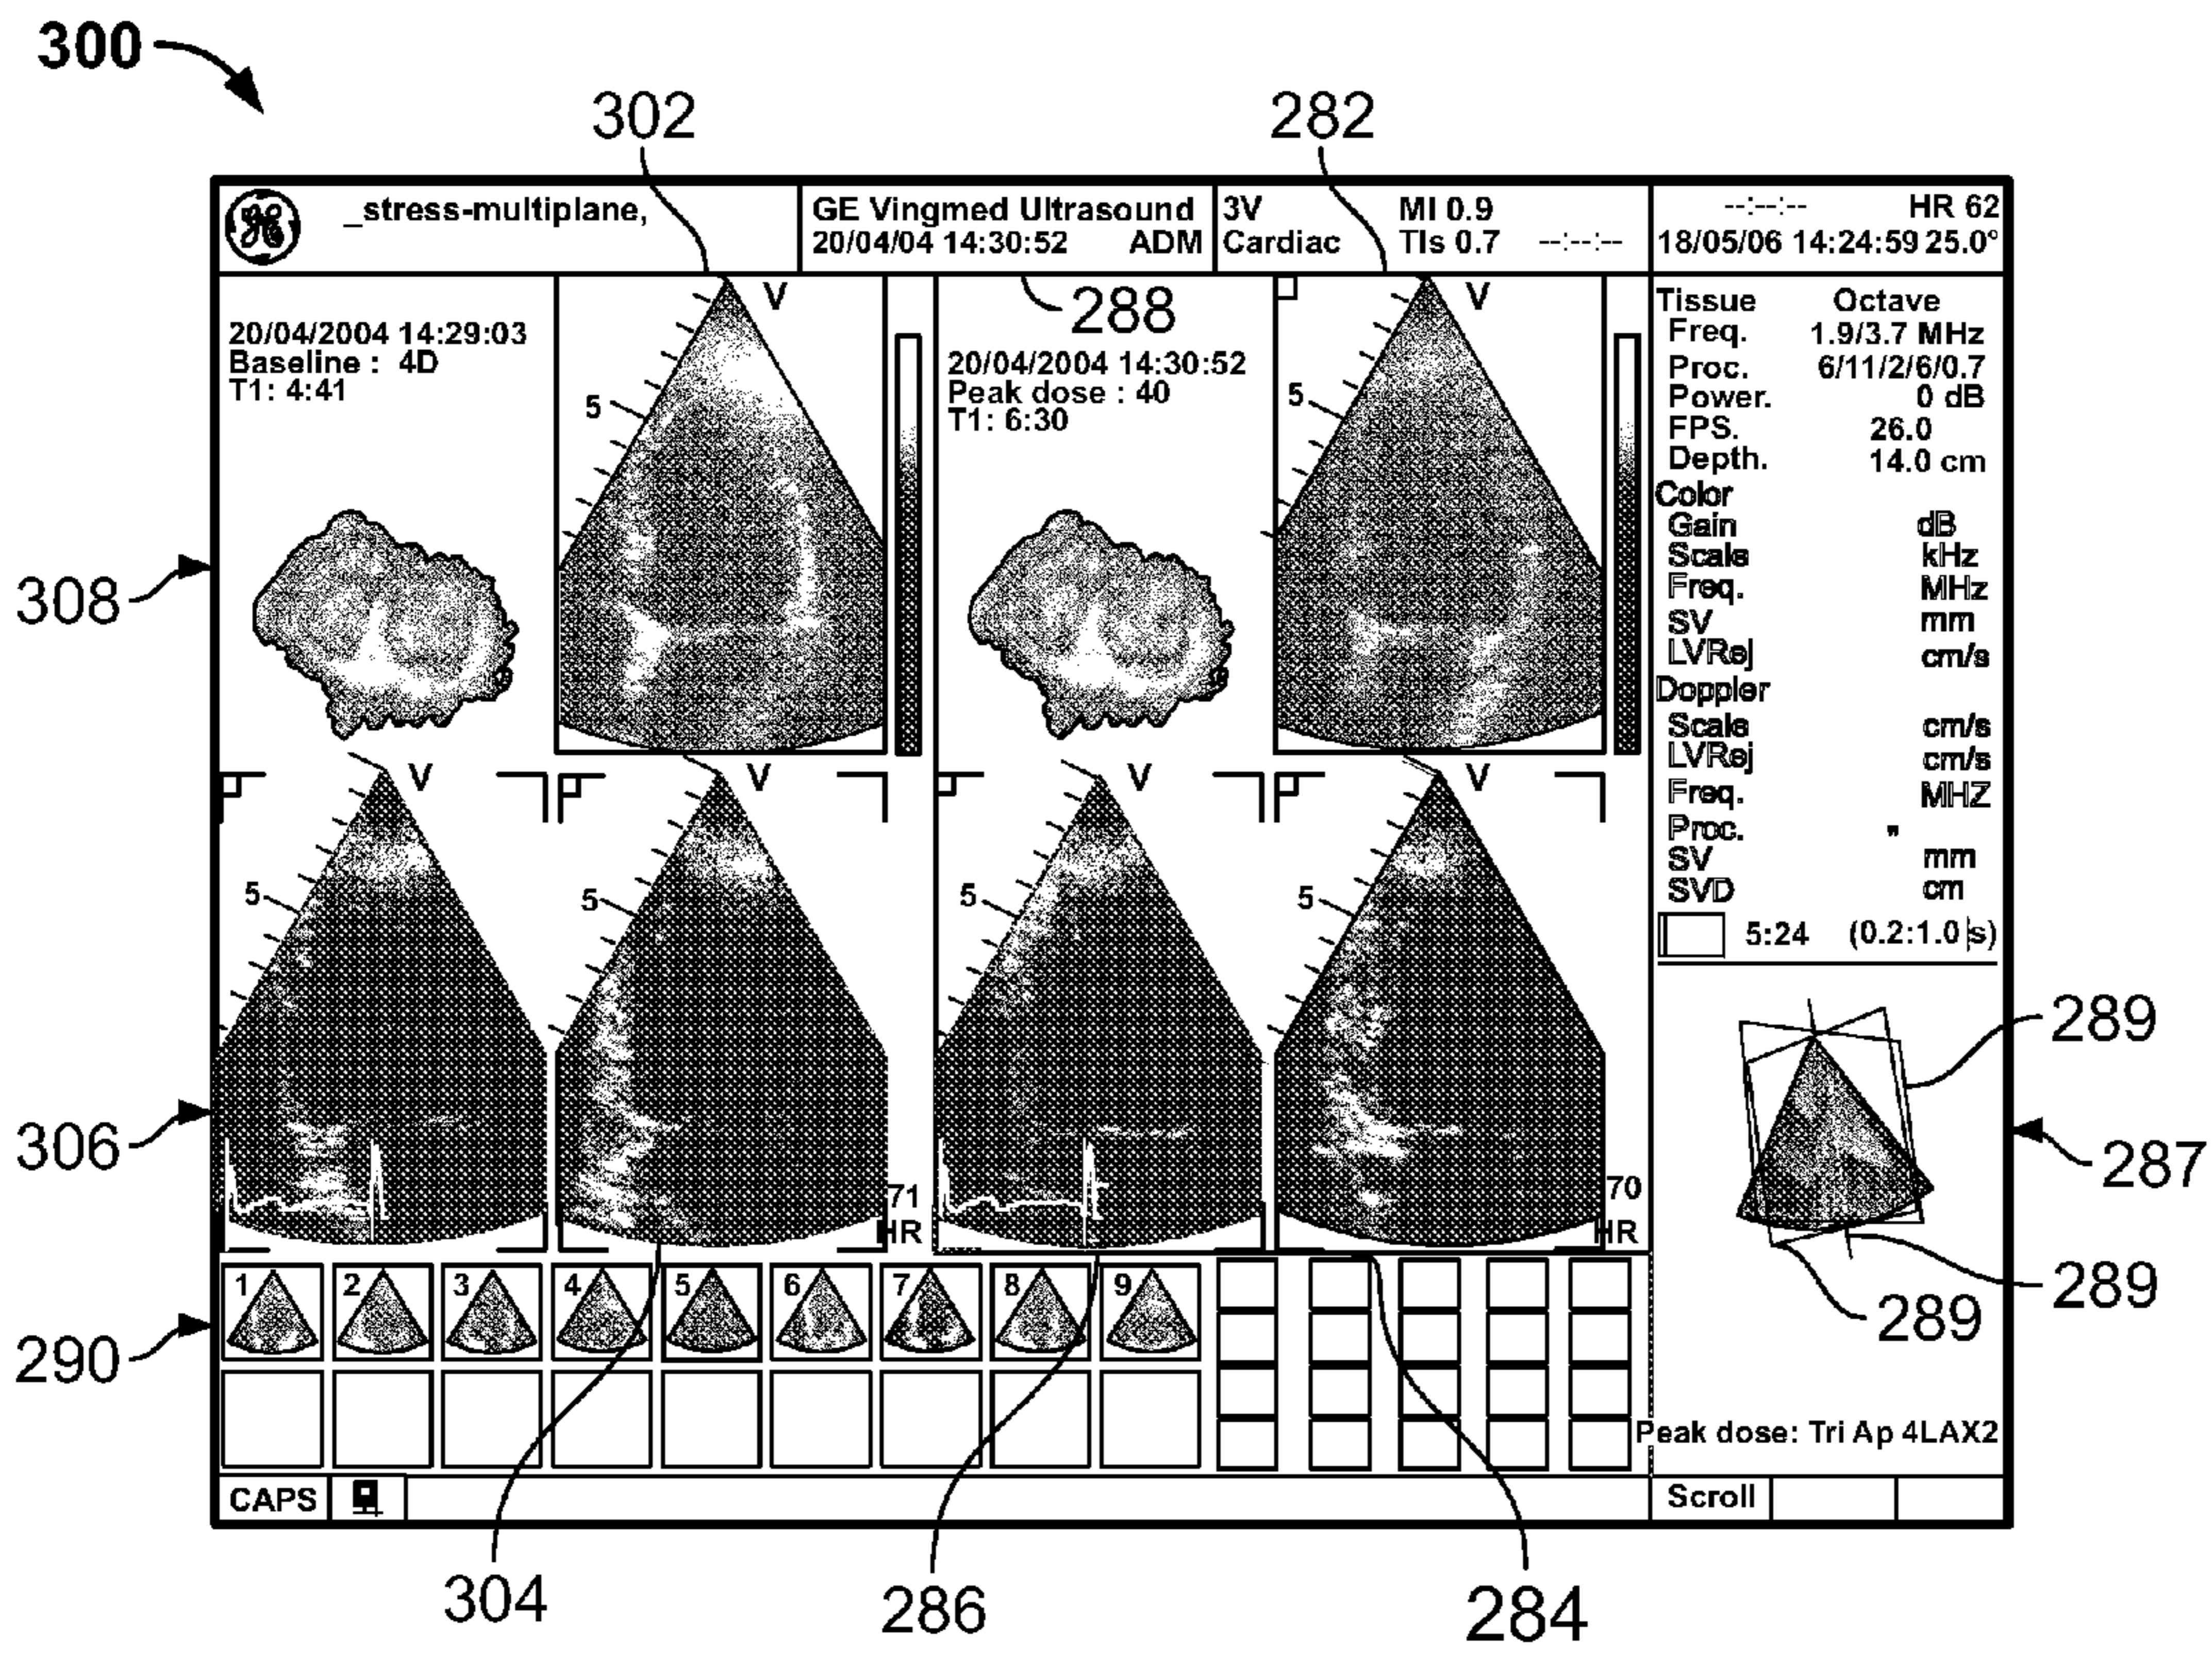 300
302
282
_stress-multiplane,
GE Vingmed Ultrasound
20/04/04 14:30:52 ADM
3V MI 0.9
Cardiac TIs 0.7 --:--:--
--:--:-- HR 62
18/05/06 14:24:59 25.0°
20/04/2004 14:29:03
Baseline : 4D
T1: 4:41
V
5
288
20/04/2004 14:30:52
Peak dose : 40
T1: 6:30
V
5
Tissue Octave
Freq. 1.9/3.7 MHz
Proc. 6/11/2/6/0.7
Power. 0 dB
FPS. 26.0
Depth. 14.0 cm
Color
Gain dB
Scale kHz
Freq. MHz
SV mm
LVRej cm/s
Doppler
Scale cm/s
LVRej cm/s
Freq. MHZ
Proc. "
SV mm
SVD cm
5:24 (0.2:1.0 s)
308
V
5
V
5
V
5
V
5
306
71
HR
70
HR
289
287
289
289
290
1 2 3 4 5 6 7 8 9
Peak dose: Tri Ap 4LAX2
CAPS
Scroll
304
286
284